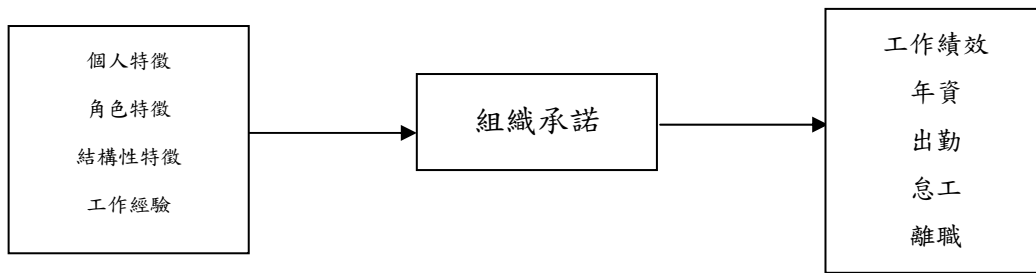 個人特徵
角色特徵
結構性特徵
工作經驗
組織承諾
工作績效
年資
出勤
怠工
離職